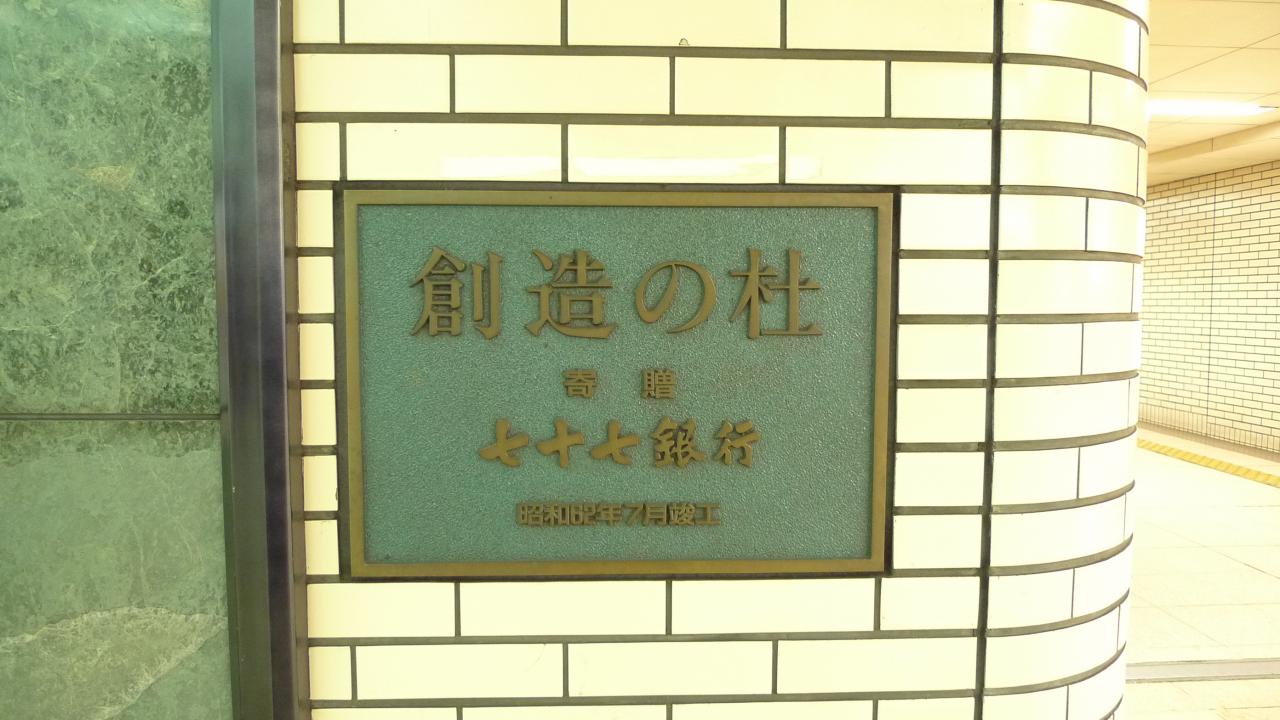 創造の杜
寄贈
七十七銀行
昭和62年7月竣工